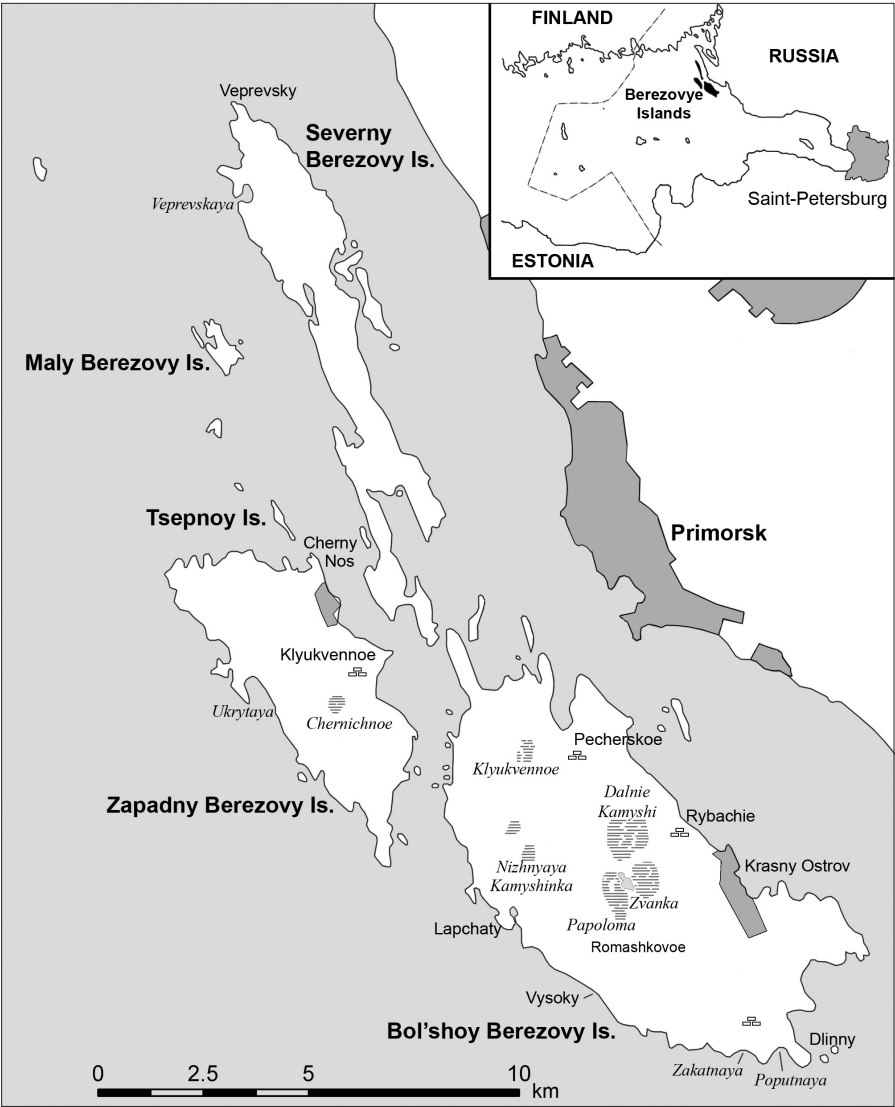 FINLAND
RUSSIA
Berezovye
Islands
Saint-Petersburg
ESTONIA
Veprevsky
Severny
Berezovy Is.
Veprevskaya
Maly Berezovy Is.
Tsepnoy Is.
Cherny
Nos
Primorsk
Klyukvennoe
Ukrytaya
Chernichnoe
Zapadny Berezovy Is.
Pecherskoe
Klyukvennoe
Dalnie
Kamyshi
Rybachie
Krasny Ostrov
Nizhnyaya
Kamyshinka
Zvanka
Papoloma
Lapchaty
Romashkovoe
Vysoky
Bol’shoy Berezovy Is.
Dlinny
Zakatnaya
Poputnaya
0 2.5 5 10
km